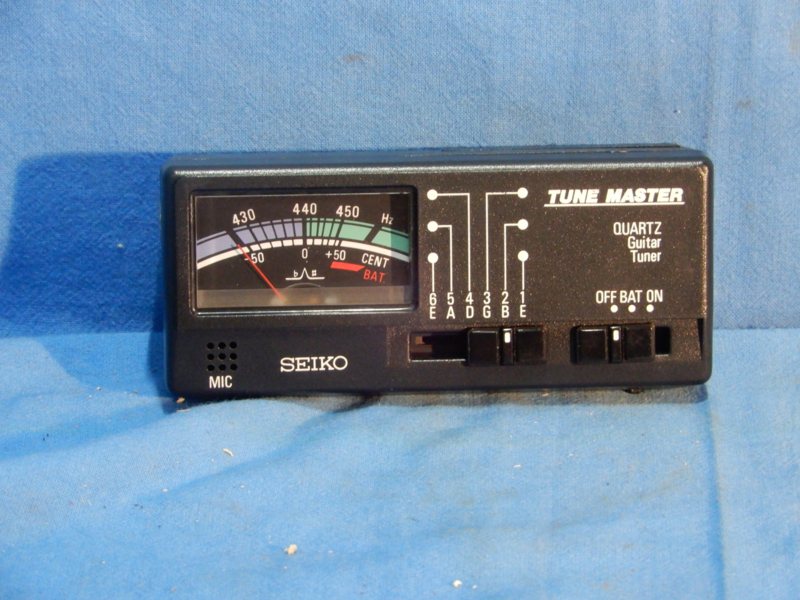 430 440 450 Hz
-50 0 +50 CENT
BAT
♭ #
TUNE MASTER
QUARTZ
Guitar
Tuner
6 5 4 3 2 1
E A D G B E
OFF BAT ON
MIC
SEIKO